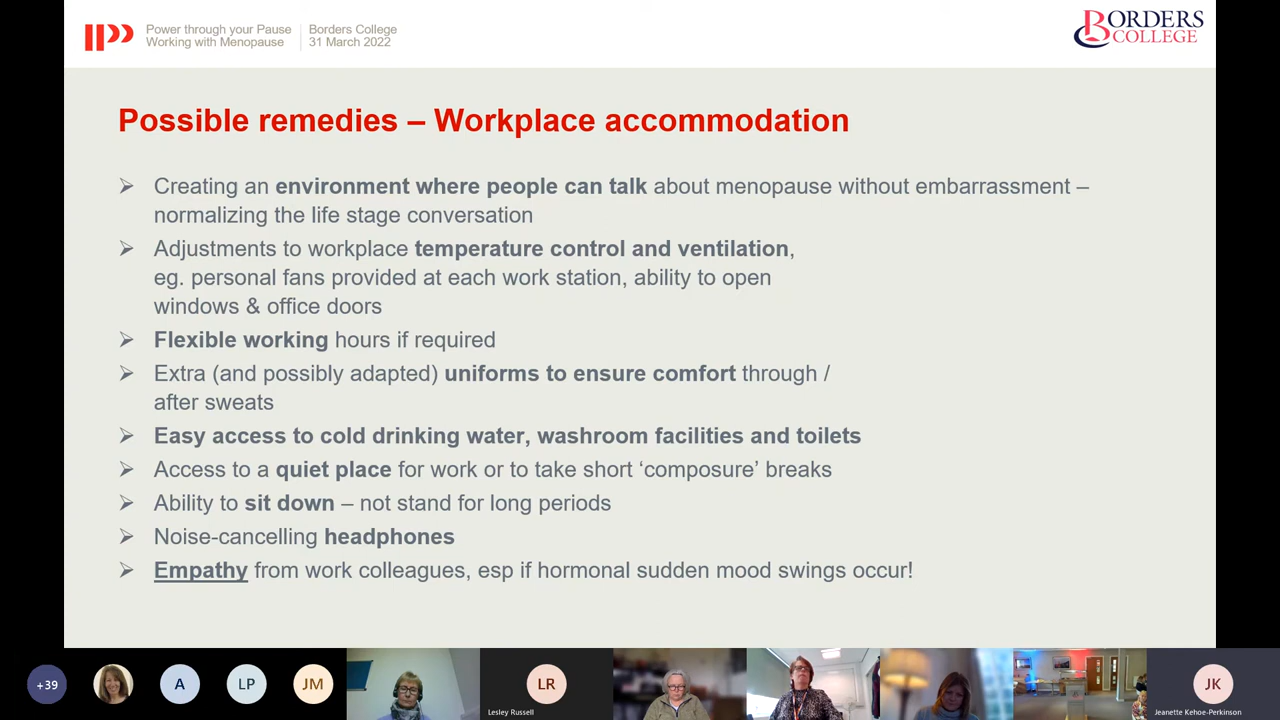 Power through your Pause
Working with Menopause
Borders College
31 March 2022
BORDERS
COLLEGE
Possible remedies – Workplace accommodation
Creating an environment where people can talk about menopause without embarrassment –
normalizing the life stage conversation
Adjustments to workplace temperature control and ventilation,
eg. personal fans provided at each work station, ability to open
windows & office doors
Flexible working hours if required
Extra (and possibly adapted) uniforms to ensure comfort through /
after sweats
Easy access to cold drinking water, washroom facilities and toilets
Access to a quiet place for work or to take short ‘composure’ breaks
Ability to sit down – not stand for long periods
Noise-cancelling headphones
Empathy from work colleagues, esp if hormonal sudden mood swings occur!
+39
A
LP
JM
LR
Lesley Russell
JK
Jeanette Kehoe-Perkinson